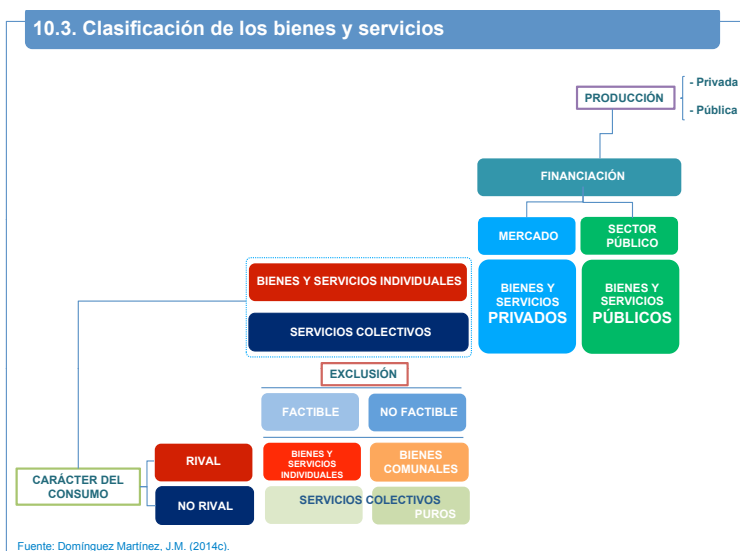 10.3. Clasificación de los bienes y servicios
- Privada
PRODUCCIÓN
- Pública
FINANCIACIÓN
MERCADO
SECTOR
PÚBLICO
BIENES Y SERVICIOS INDIVIDUALES
SERVICIOS COLECTIVOS
BIENES Y
SERVICIOS
PRIVADOS
BIENES Y
SERVICIOS
PÚBLICOS
EXCLUSIÓN
FACTIBLE
NO FACTIBLE
CARÁCTER DEL
CONSUMO
RIVAL
BIENES Y
SERVICIOS
INDIVIDUALES
BIENES
COMUNALES
NO RIVAL
SERVICIOS COLECTIVOS
PUROS
Fuente: Domínguez Martínez, J.M. (2014c).